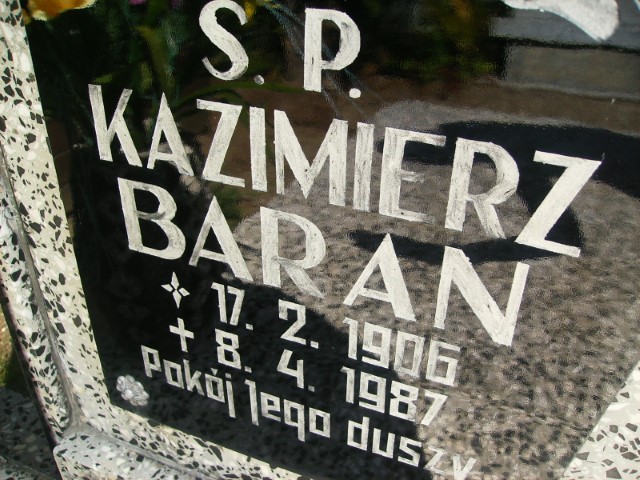 S. P.
KAZIMIERZ
BARAN
17. 2. 1906
8. 4. 1987
Pokój jego duszy